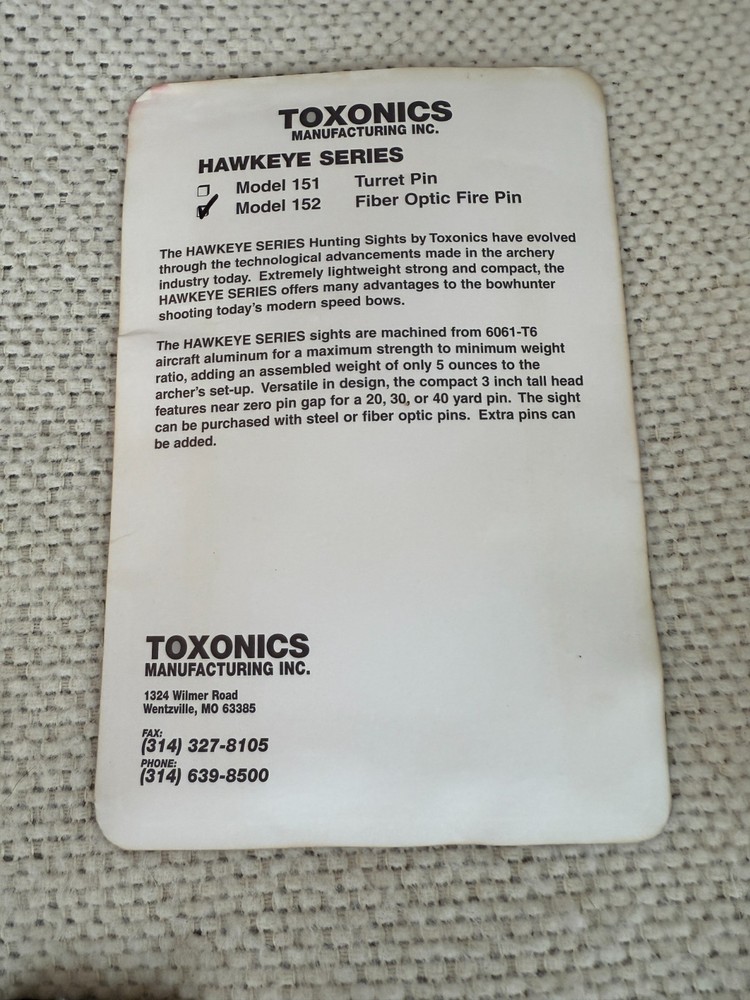 TOXONICS
MANUFACTURING INC.
HAWKEYE SERIES
Model 151 Turret Pin
Model 152 Fiber Optic Fire Pin
The HAWKEYE SERIES Hunting Sights by Toxonics have evolved
through the technological advancements made in the archery
industry today. Extremely lightweight strong and compact, the
HAWKEYE SERIES offers many advantages to the bowhunter
shooting today's modern speed bows.
The HAWKEYE SERIES sights are machined from 6061-T6
aircraft aluminum for a maximum strength to minimum weight
ratio, adding an assembled weight of only 5 ounces to the
archer's set-up. Versatile in design, the compact 3 inch tall head
features near zero pin gap for a 20, 30, or 40 yard pin. The sight
can be purchased with steel or fiber optic pins. Extra pins can
be added.
TOXONICS
MANUFACTURING INC.
1324 Wilmer Road
Wentzville, MO 63385
FAX:
(314) 327-8105
PHONE:
(314) 639-8500